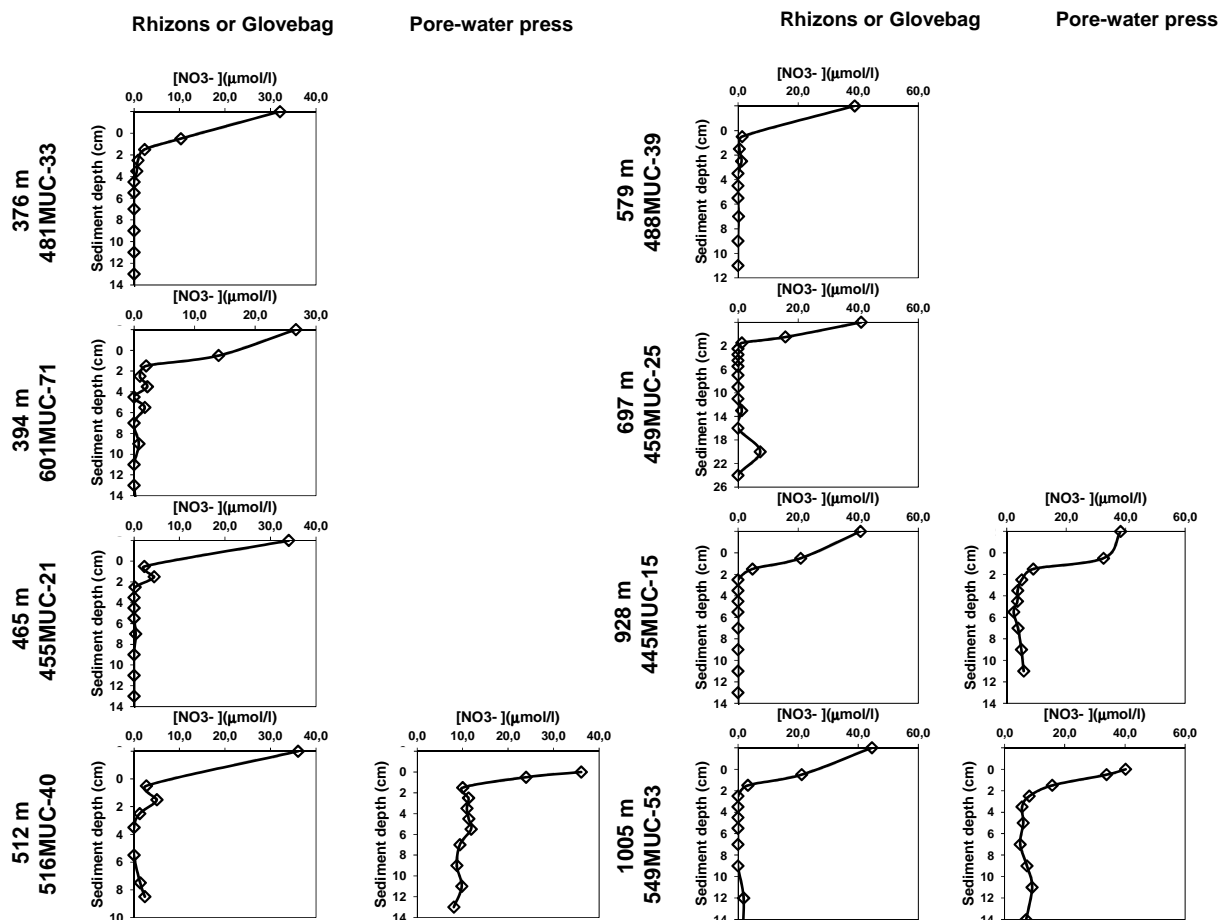 Rhizons or Glovebag
Pore-water press
Rhizons or Glovebag
Pore-water press
376 m
481MUC-33
[NO3- ](µmol/l)
0,0 10,0 20,0 30,0 40,0
Sediment depth (cm)
0
2
4
6
8
10
12
14
394 m
601MUC-71
[NO3- ](µmol/l)
0,0 10,0 20,0 30,0
Sediment depth (cm)
0
2
4
6
8
10
12
14
465 m
455MUC-21
[NO3- ](µmol/l)
0,0 10,0 20,0 30,0 40,0
Sediment depth (cm)
0
2
4
6
8
10
12
14
512 m
516MUC-40
[NO3- ](µmol/l)
0,0 10,0 20,0 30,0 40,0
Sediment depth (cm)
0
2
4
6
8
10
[NO3- ](µmol/l)
0,0 10,0 20,0 30,0 40,0
Sediment depth (cm)
0
2
4
6
8
10
12
14
579 m
488MUC-39
[NO3- ](µmol/l)
0,0 20,0 40,0 60,0
Sediment depth (cm)
0
2
4
6
8
10
12
697 m
459MUC-25
[NO3- ](µmol/l)
0,0 20,0 40,0 60,0
Sediment depth (cm)
2
6
10
14
18
22
26
928 m
445MUC-15
[NO3- ](µmol/l)
0,0 20,0 40,0 60,0
Sediment depth (cm)
0
2
4
6
8
10
12
14
[NO3- ](µmol/l)
0,0 20,0 40,0 60,0
Sediment depth (cm)
0
2
4
6
8
10
12
14
1005 m
549MUC-53
[NO3- ](µmol/l)
0,0 20,0 40,0 60,0
Sediment depth (cm)
0
2
4
6
8
10
12
14
[NO3- ](µmol/l)
0,0 20,0 40,0 60,0
Sediment depth (cm)
0
2
4
6
8
10
12
14